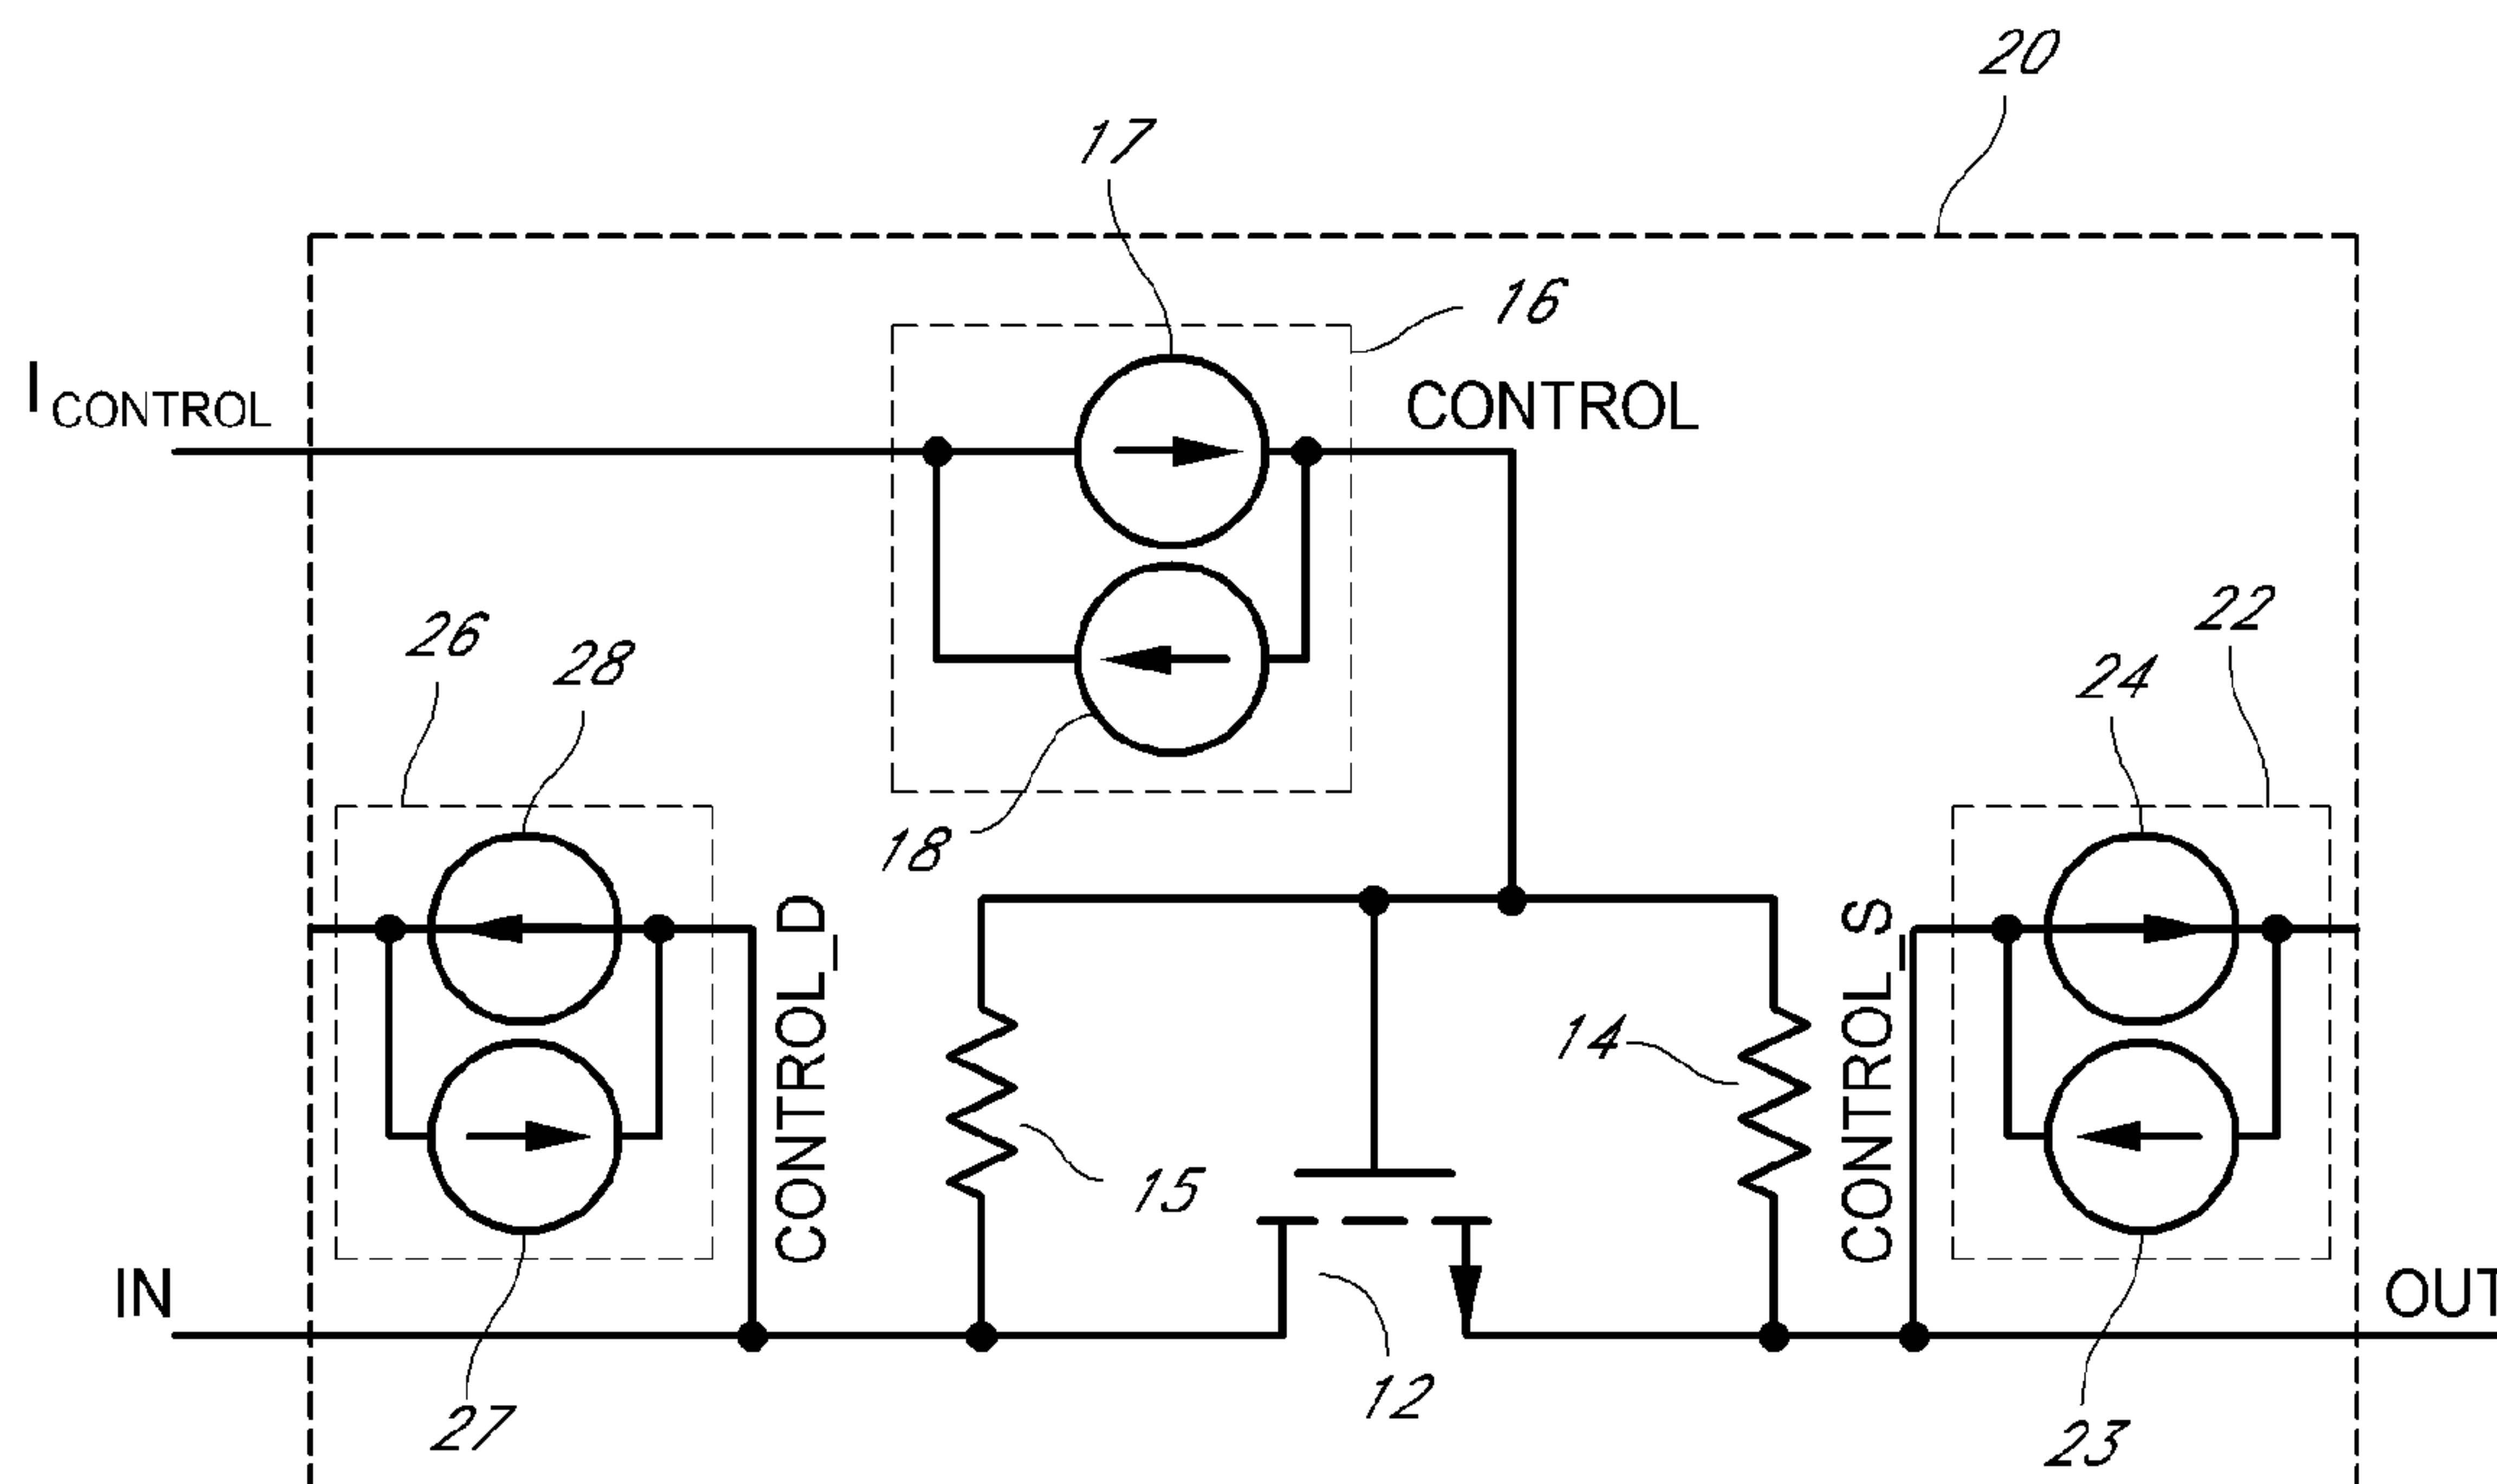 20
17
16
I CONTROL
CONTROL
26
28
22
24
18
CONTROL_D
CONTROL_S
14
15
IN
OUT
12
27
23